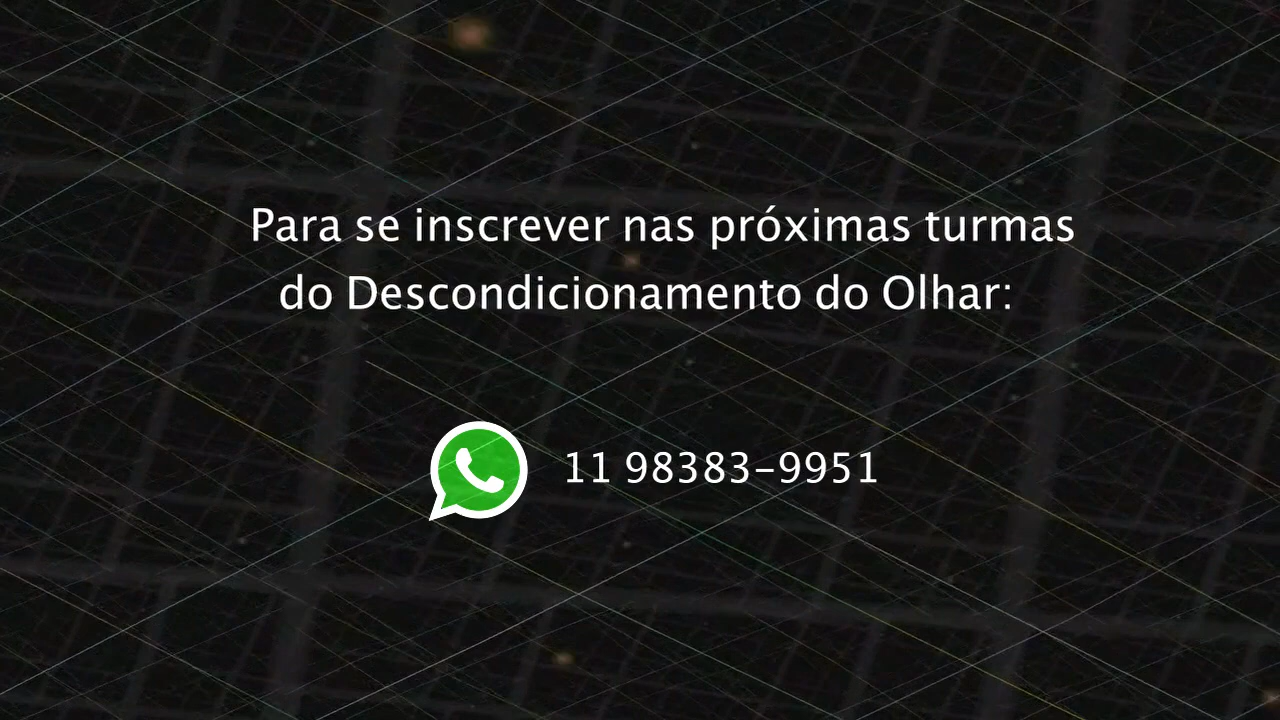 Para se inscrever nas próximas turmas
do Descondicionamento do Olhar:
11 98383-9951